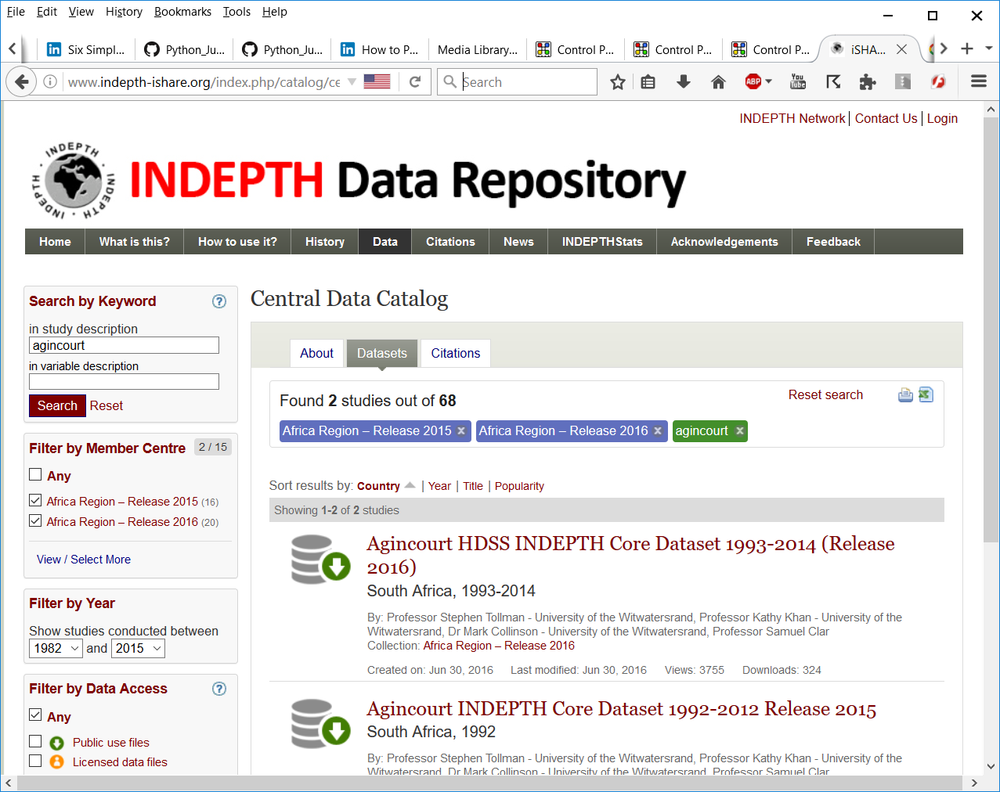 File Edit View History Bookmarks Tools Help
Six Simpl... Python_Ju... Python_Ju... How to P... Media Library... Control P... Control P... Control P... iSHA...
www.indepth-ishare.org/index.php/catalog/ce Search ABP You Tube
INDEPTH Network | Contact Us | Login
INDEPTH · INDEPTH · INDEPTH · INDEPTH
INDEPTH Data Repository
Home What is this? How to use it? History Data Citations News INDEPTHStats Acknowledgements Feedback
Search by Keyword ?
in study description
agincourt
in variable description
Search Reset
Filter by Member Centre 2 / 15
Any
Africa Region – Release 2015 (16)
Africa Region – Release 2016 (20)
View / Select More
Filter by Year
Show studies conducted between
1982 and 2015
Filter by Data Access ?
Any
Public use files
Licensed data files
Central Data Catalog
About Datasets Citations
Found 2 studies out of 68 Reset search
Africa Region – Release 2015 × Africa Region – Release 2016 × agincourt ×
Sort results by: Country | Year | Title | Popularity
Showing 1-2 of 2 studies
Agincourt HDSS INDEPTH Core Dataset 1993-2014 (Release
2016)
South Africa, 1993-2014
By: Professor Stephen Tollman - University of the Witwatersrand, Professor Kathy Khan - University of the
Witwatersrand, Dr Mark Collinson - University of the Witwatersrand, Professor Samuel Clar
Collection: Africa Region – Release 2016
Created on: Jun 30, 2016 Last modified: Jun 30, 2016 Views: 3755 Downloads: 324
Agincourt INDEPTH Core Dataset 1992-2012 Release 2015
South Africa, 1992
By: Professor Stephen Tollman - University of the Witwatersrand, Professor Kathy Khan - University of the
Witwatersrand, Dr Mark Collinson - University of the Witwatersrand, Professor Samuel Clar